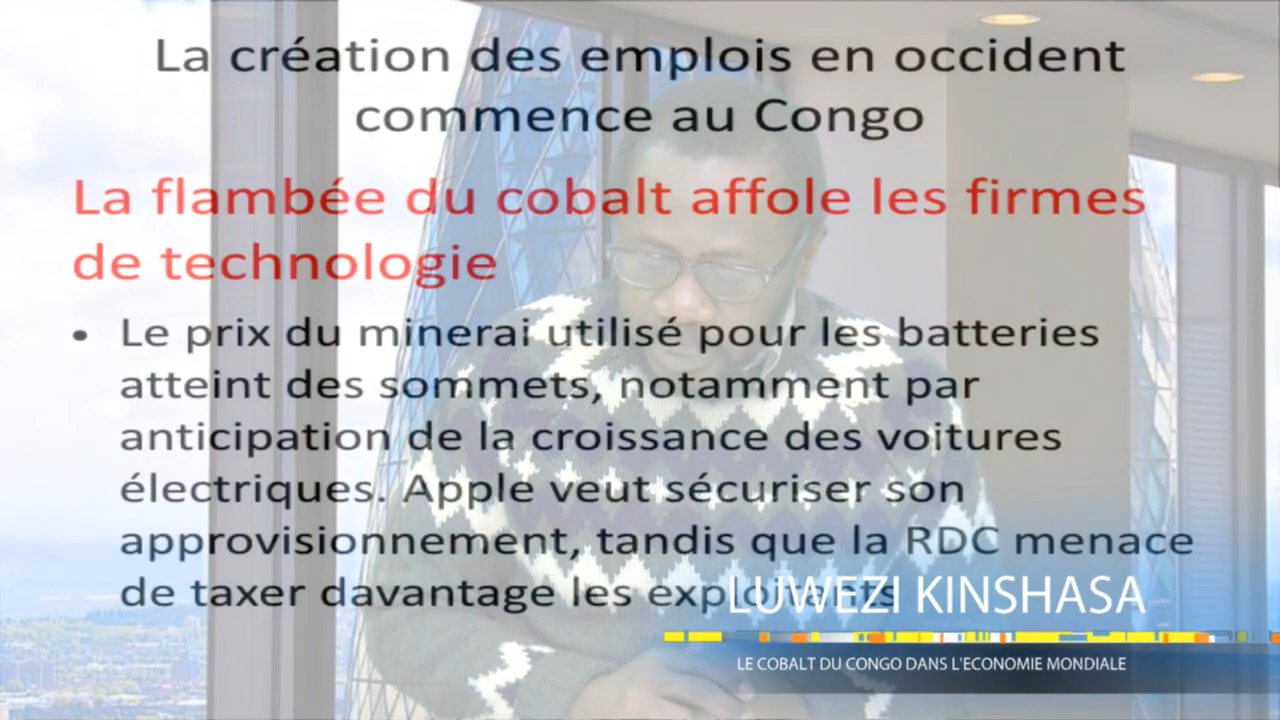 La création des emplois en occident
commence au Congo
La flambée du cobalt affole les firmes
de technologie
• Le prix du minerai utilisé pour les batteries
atteint des sommets, notamment par
anticipation de la croissance des voitures
électriques. Apple veut sécuriser son
approvisionnement, tandis que la RDC menace
de taxer davantage les exploitants
LUWEZI KINSHASA
LE COBALT DU CONGO DANS L'ECONOMIE MONDIALE